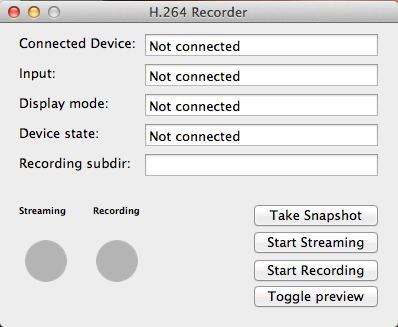 H.264 Recorder
Connected Device: Not connected
Input: Not connected
Display mode: Not connected
Device state: Not connected
Recording subdir:
Streaming Recording
Take Snapshot
Start Streaming
Start Recording
Toggle preview